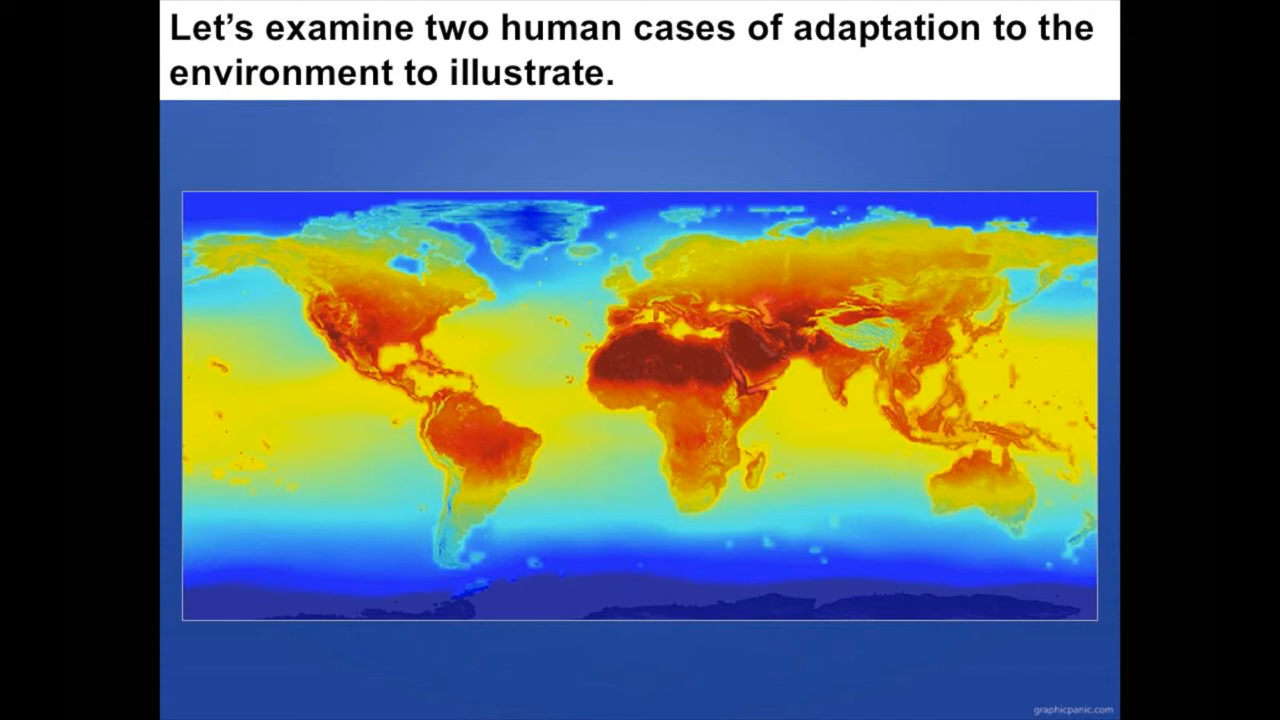 Let’s examine two human cases of adaptation to the
environment to illustrate.
graphicpanic.com